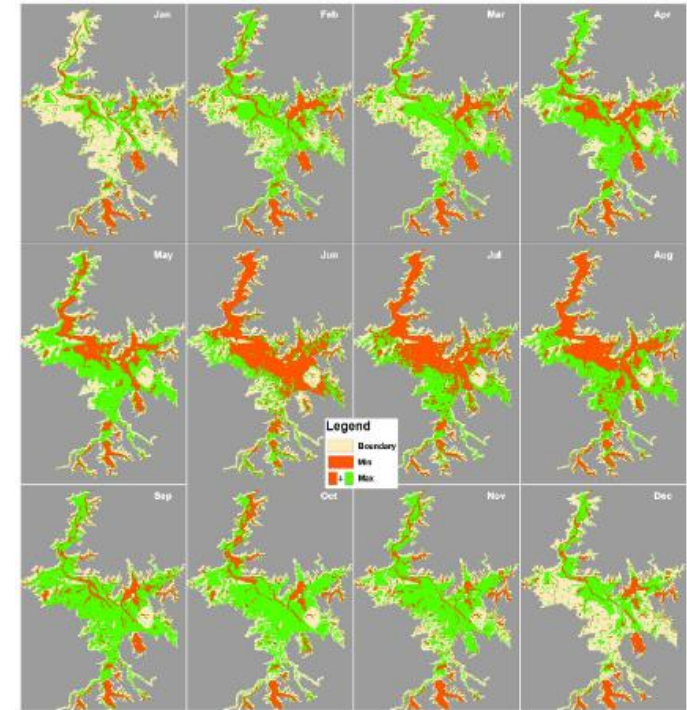 Jan
Feb
Mar
Apr
May
Jun
Jul
Aug
Legend
Boundary
Min
+ Max
Sep
Oct
Nov
Dec